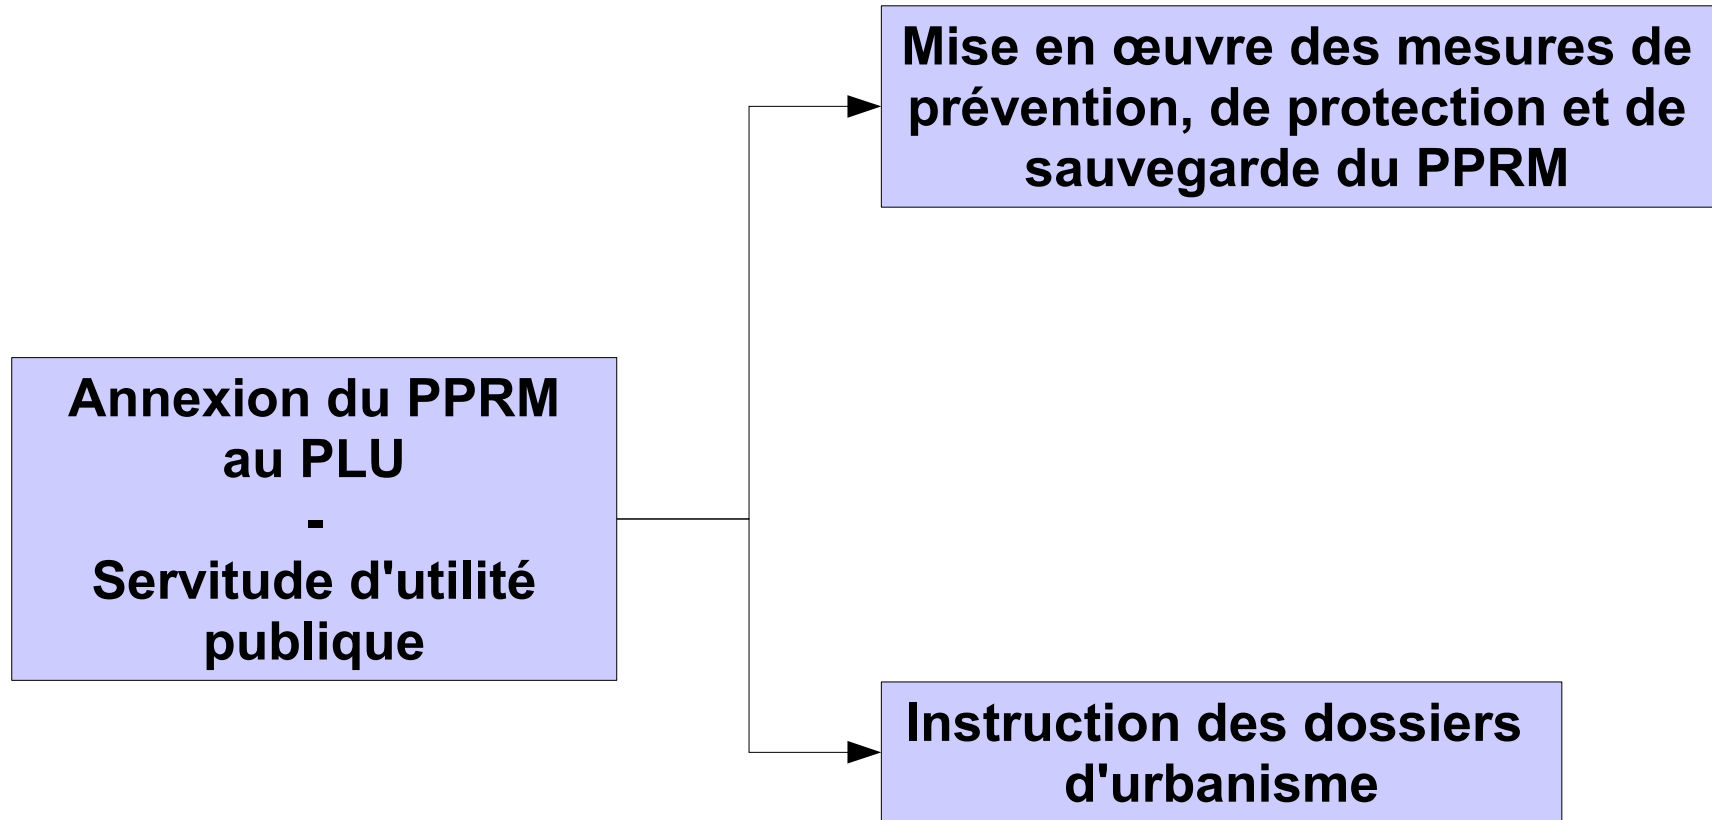 Mise en œuvre des mesures de
prévention, de protection et de
sauvegarde du PPRM
Annexion du PPRM
au PLU
-
Servitude d'utilité
publique
Instruction des dossiers
d'urbanisme